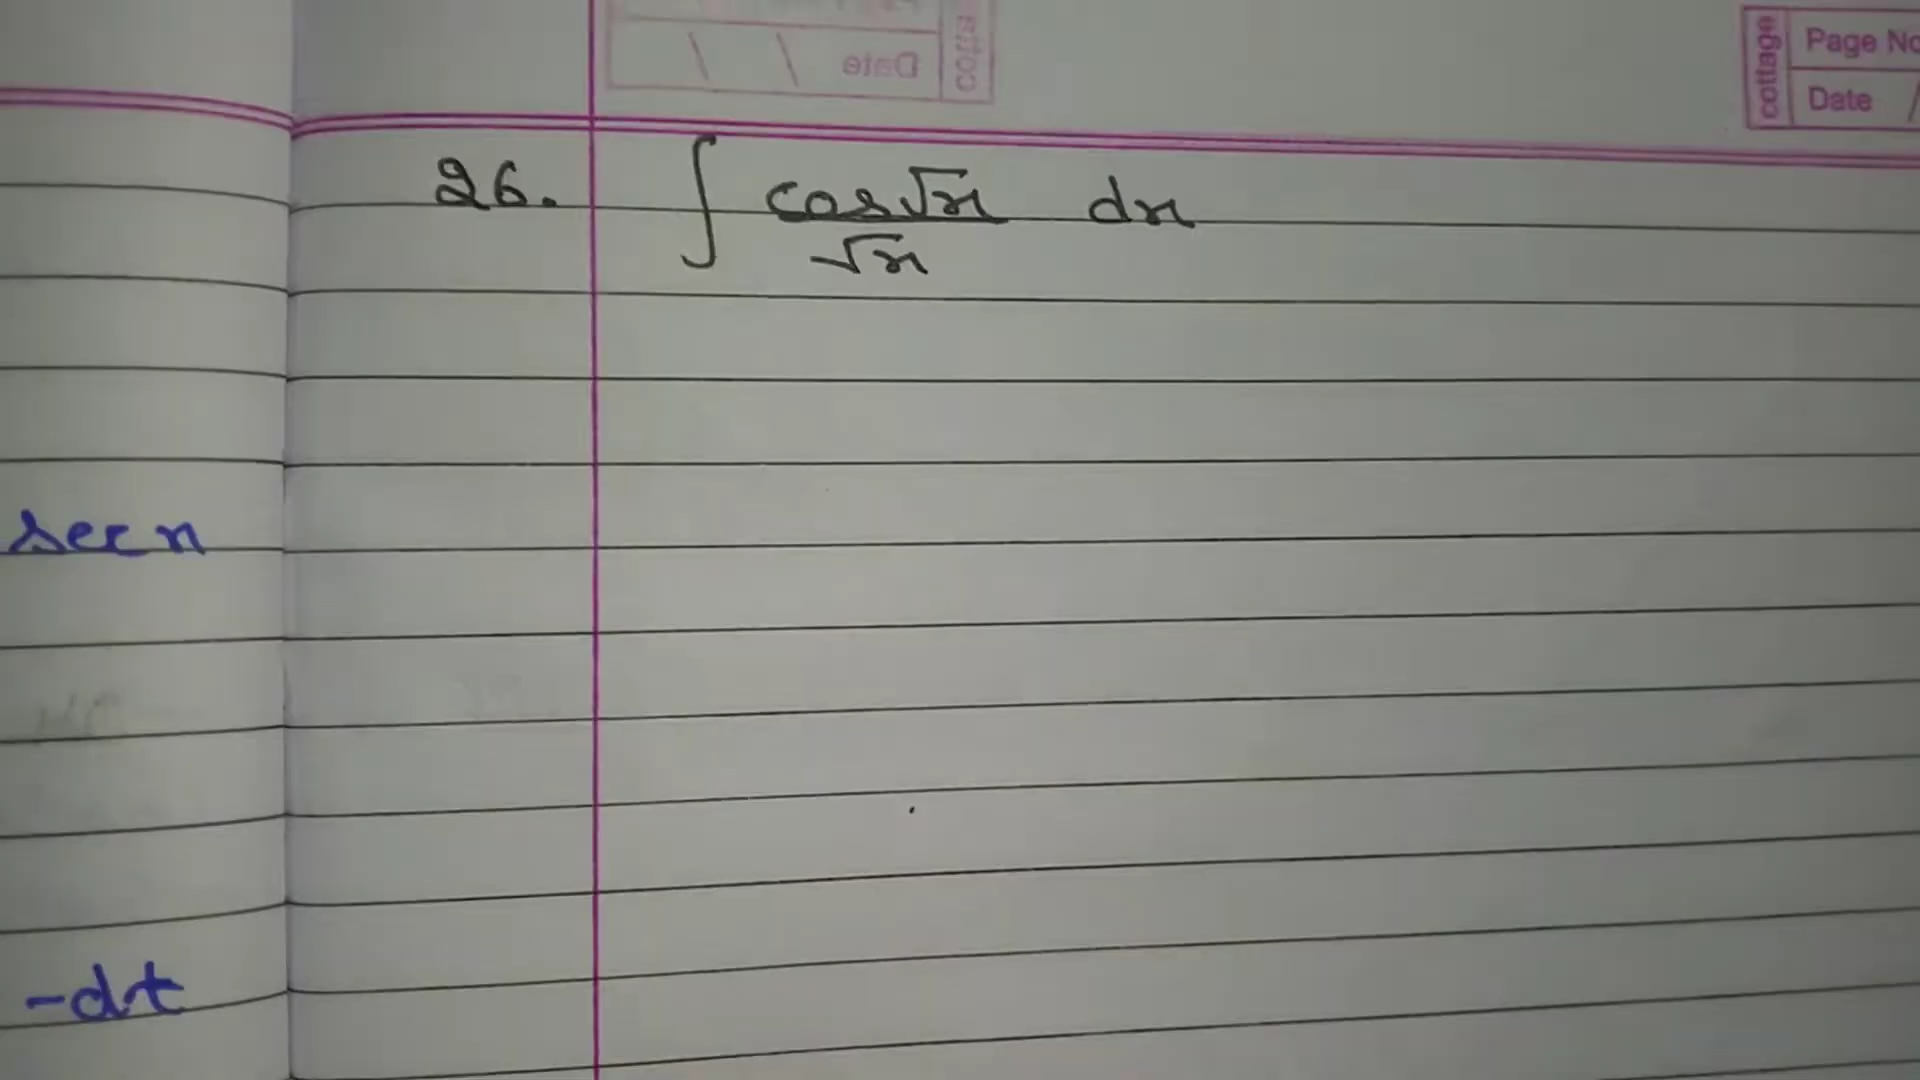 cottage
Page No
Date /
Date
26. ∫ cos√x dx
√x
sec x
-dt